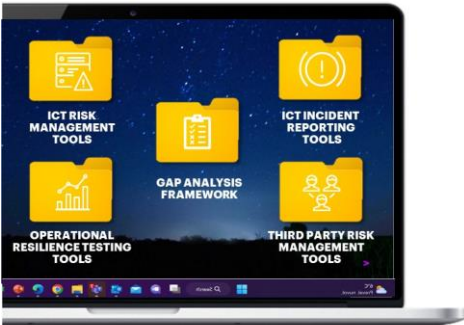 ICT RISK
MANAGEMENT
TOOLS
ICT INCIDENT
REPORTING
TOOLS
GAP ANALYSIS
FRAMEWORK
OPERATIONAL
RESILIENCE TESTING
TOOLS
THIRD PARTY RISK
MANAGEMENT
TOOLS
Search